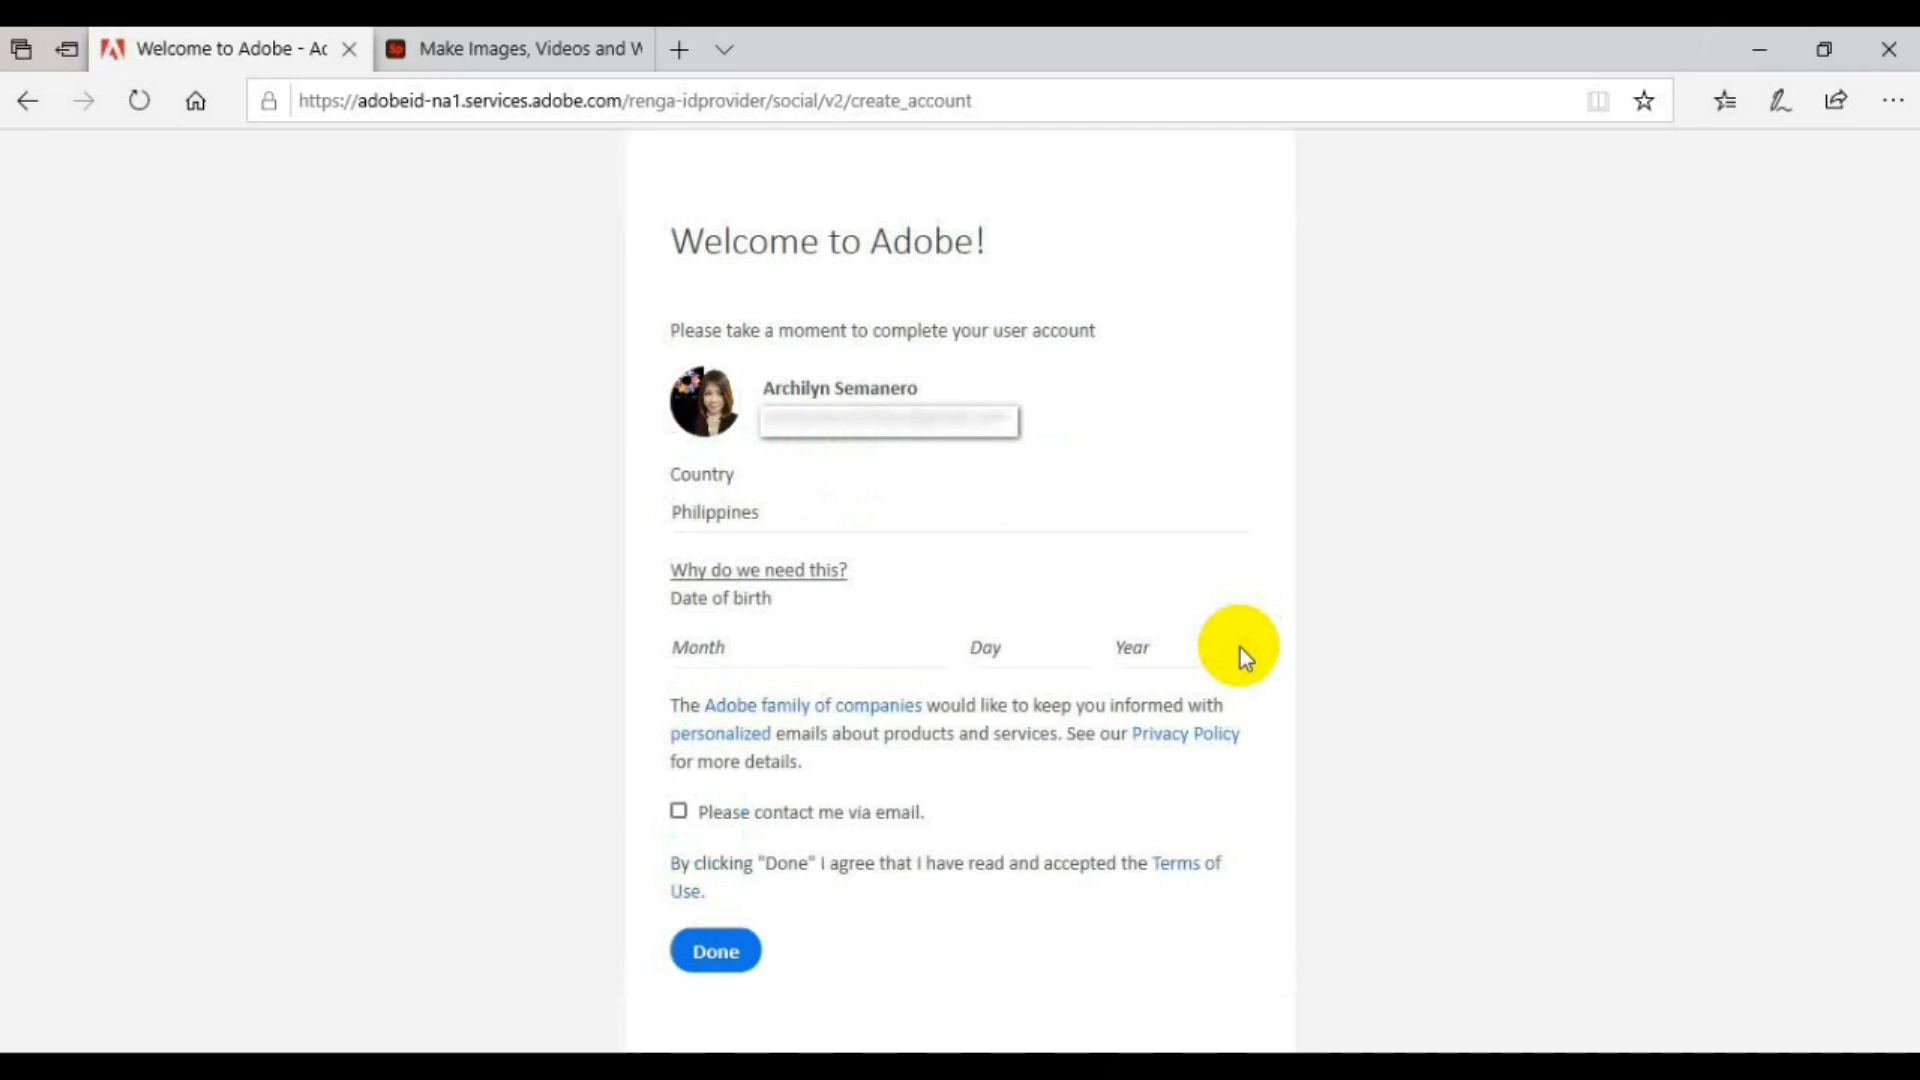 Welcome to Adobe - Ac
Sp
Make Images, Videos and W
https://adobeid-na1.services.adobe.com/renga-idprovider/social/v2/create_account
Welcome to Adobe!
Please take a moment to complete your user account
Archilyn Semanero
Country
Philippines
Why do we need this?
Date of birth
Month Day Year
The Adobe family of companies would like to keep you informed with
personalized emails about products and services. See our Privacy Policy
for more details.
Please contact me via email.
By clicking "Done" I agree that I have read and accepted the Terms of
Use.
Done